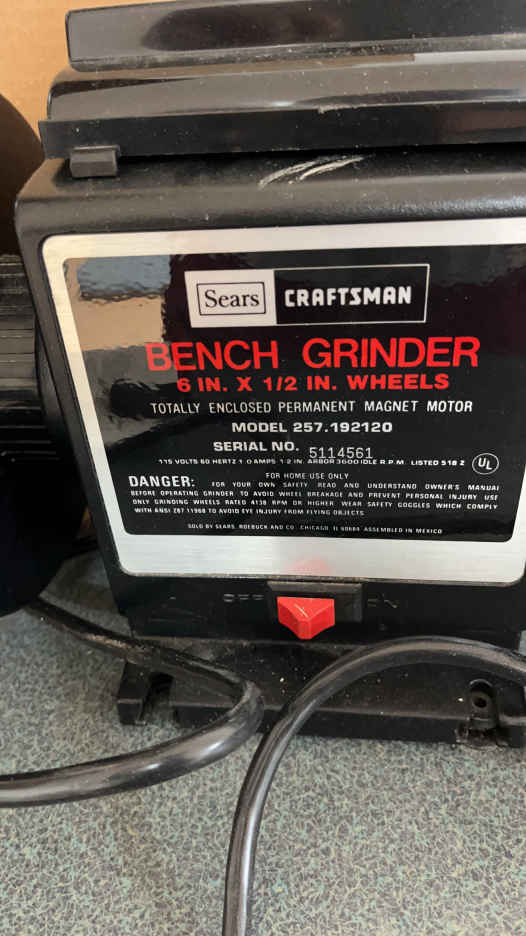 Sears CRAFTSMAN
BENCH GRINDER
6 IN. X 1/2 IN. WHEELS
TOTALLY ENCLOSED PERMANENT MAGNET MOTOR
MODEL 257.192120
SERIAL NO. 5114561
115 VOLTS 60 HERTZ 1.0 AMPS 1/2 IN. ARBOR 3600 IDLE R.P.M. LISTED 518 Z UL
FOR HOME USE ONLY
DANGER: FOR YOUR OWN SAFETY READ AND UNDERSTAND OWNER'S MANUAL
BEFORE OPERATING GRINDER TO AVOID WHEEL BREAKAGE AND PREVENT PERSONAL INJURY USE
ONLY GRINDING WHEELS RATED 4138 RPM OR HIGHER WEAR SAFETY GOGGLES WHICH COMPLY
WITH ANSI Z87 11968 TO AVOID EYE INJURY FROM FLYING OBJECTS
SOLD BY SEARS, ROEBUCK AND CO. CHICAGO IL 60684 ASSEMBLED IN MEXICO
OFF